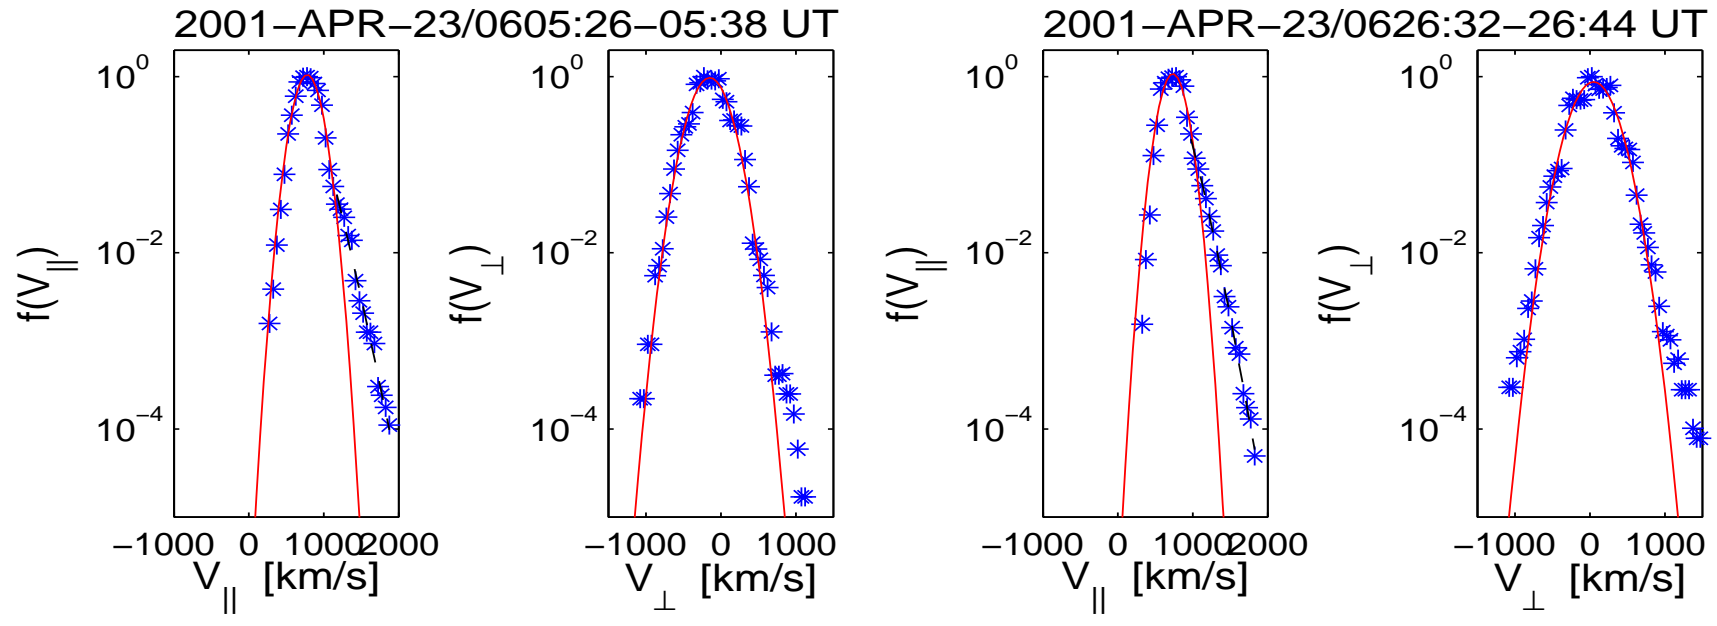 2001−APR−23/0605:26−05:38 UT
2001−APR−23/0626:32−26:44 UT
10^0
10^−2
10^−4
f(V_||)
−1000 0 1000 2000
V_|| [km/s]
10^0
10^−2
10^−4
f(V_⊥)
−1000 0 1000
V_⊥ [km/s]
10^0
10^−2
10^−4
f(V_||)
−1000 0 1000 2000
V_|| [km/s]
10^0
10^−2
10^−4
f(V_⊥)
−1000 0 1000
V_⊥ [km/s]